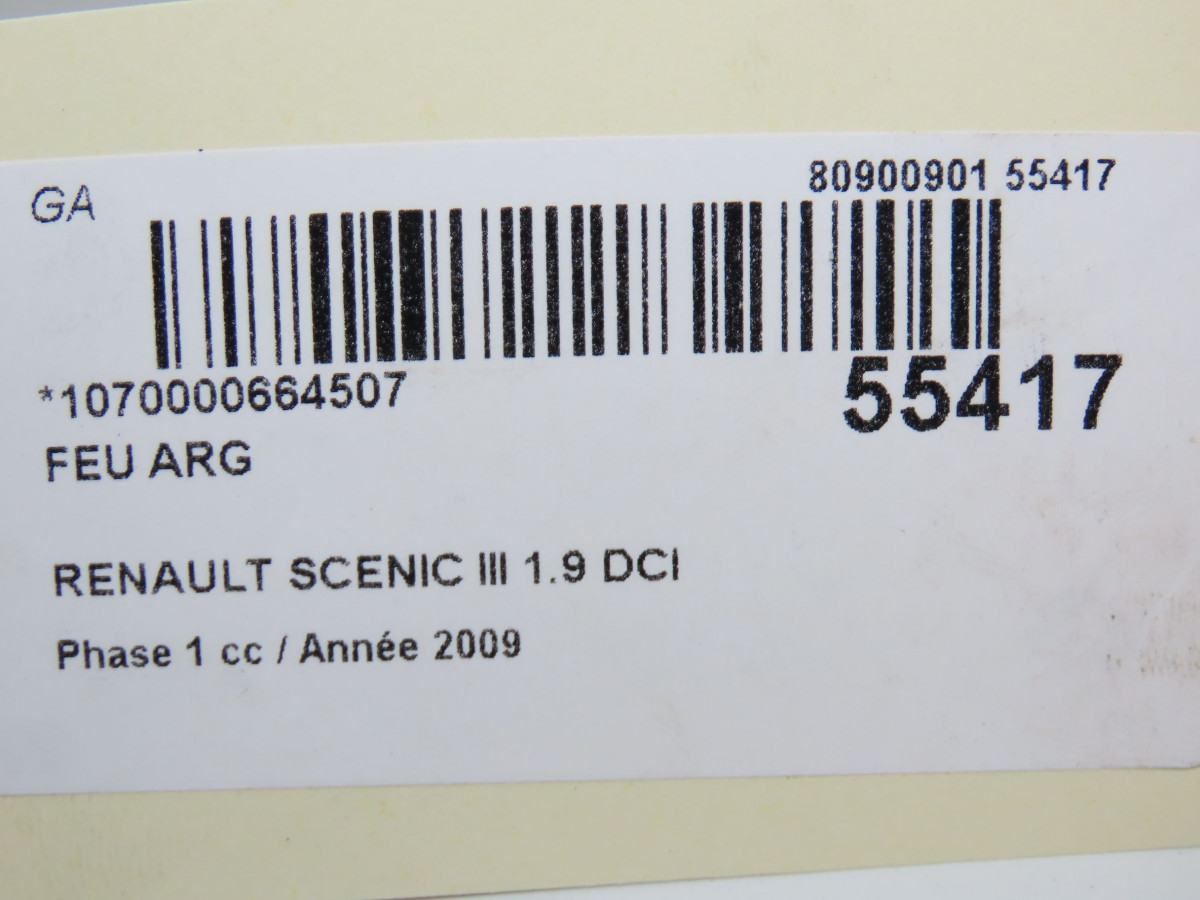 GA
80900901 55417
*1070000664507
55417
FEU ARG
RENAULT SCENIC III 1.9 DCI
Phase 1 cc / Année 2009